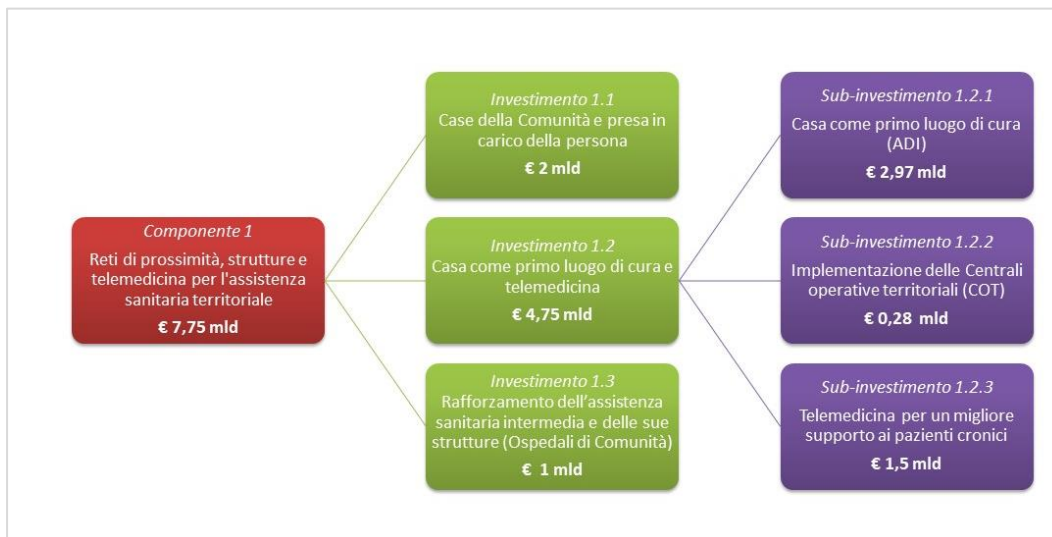 Componente 1
Reti di prossimità, strutture e
telemedicina per l'assistenza
sanitaria territoriale
€ 7,75 mld
Investimento 1.1
Case della Comunità e presa in
carico della persona
€ 2 mld
Investimento 1.2
Casa come primo luogo di cura e
telemedicina
€ 4,75 mld
Investimento 1.3
Rafforzamento dell’assistenza
sanitaria intermedia e delle sue
strutture (Ospedali di Comunità)
€ 1 mld
Sub-investimento 1.2.1
Casa come primo luogo di cura
(ADI)
€ 2,97 mld
Sub-investimento 1.2.2
Implementazione delle Centrali
operative territoriali (COT)
€ 0,28 mld
Sub-investimento 1.2.3
Telemedicina per un migliore
supporto ai pazienti cronici
€ 1,5 mld